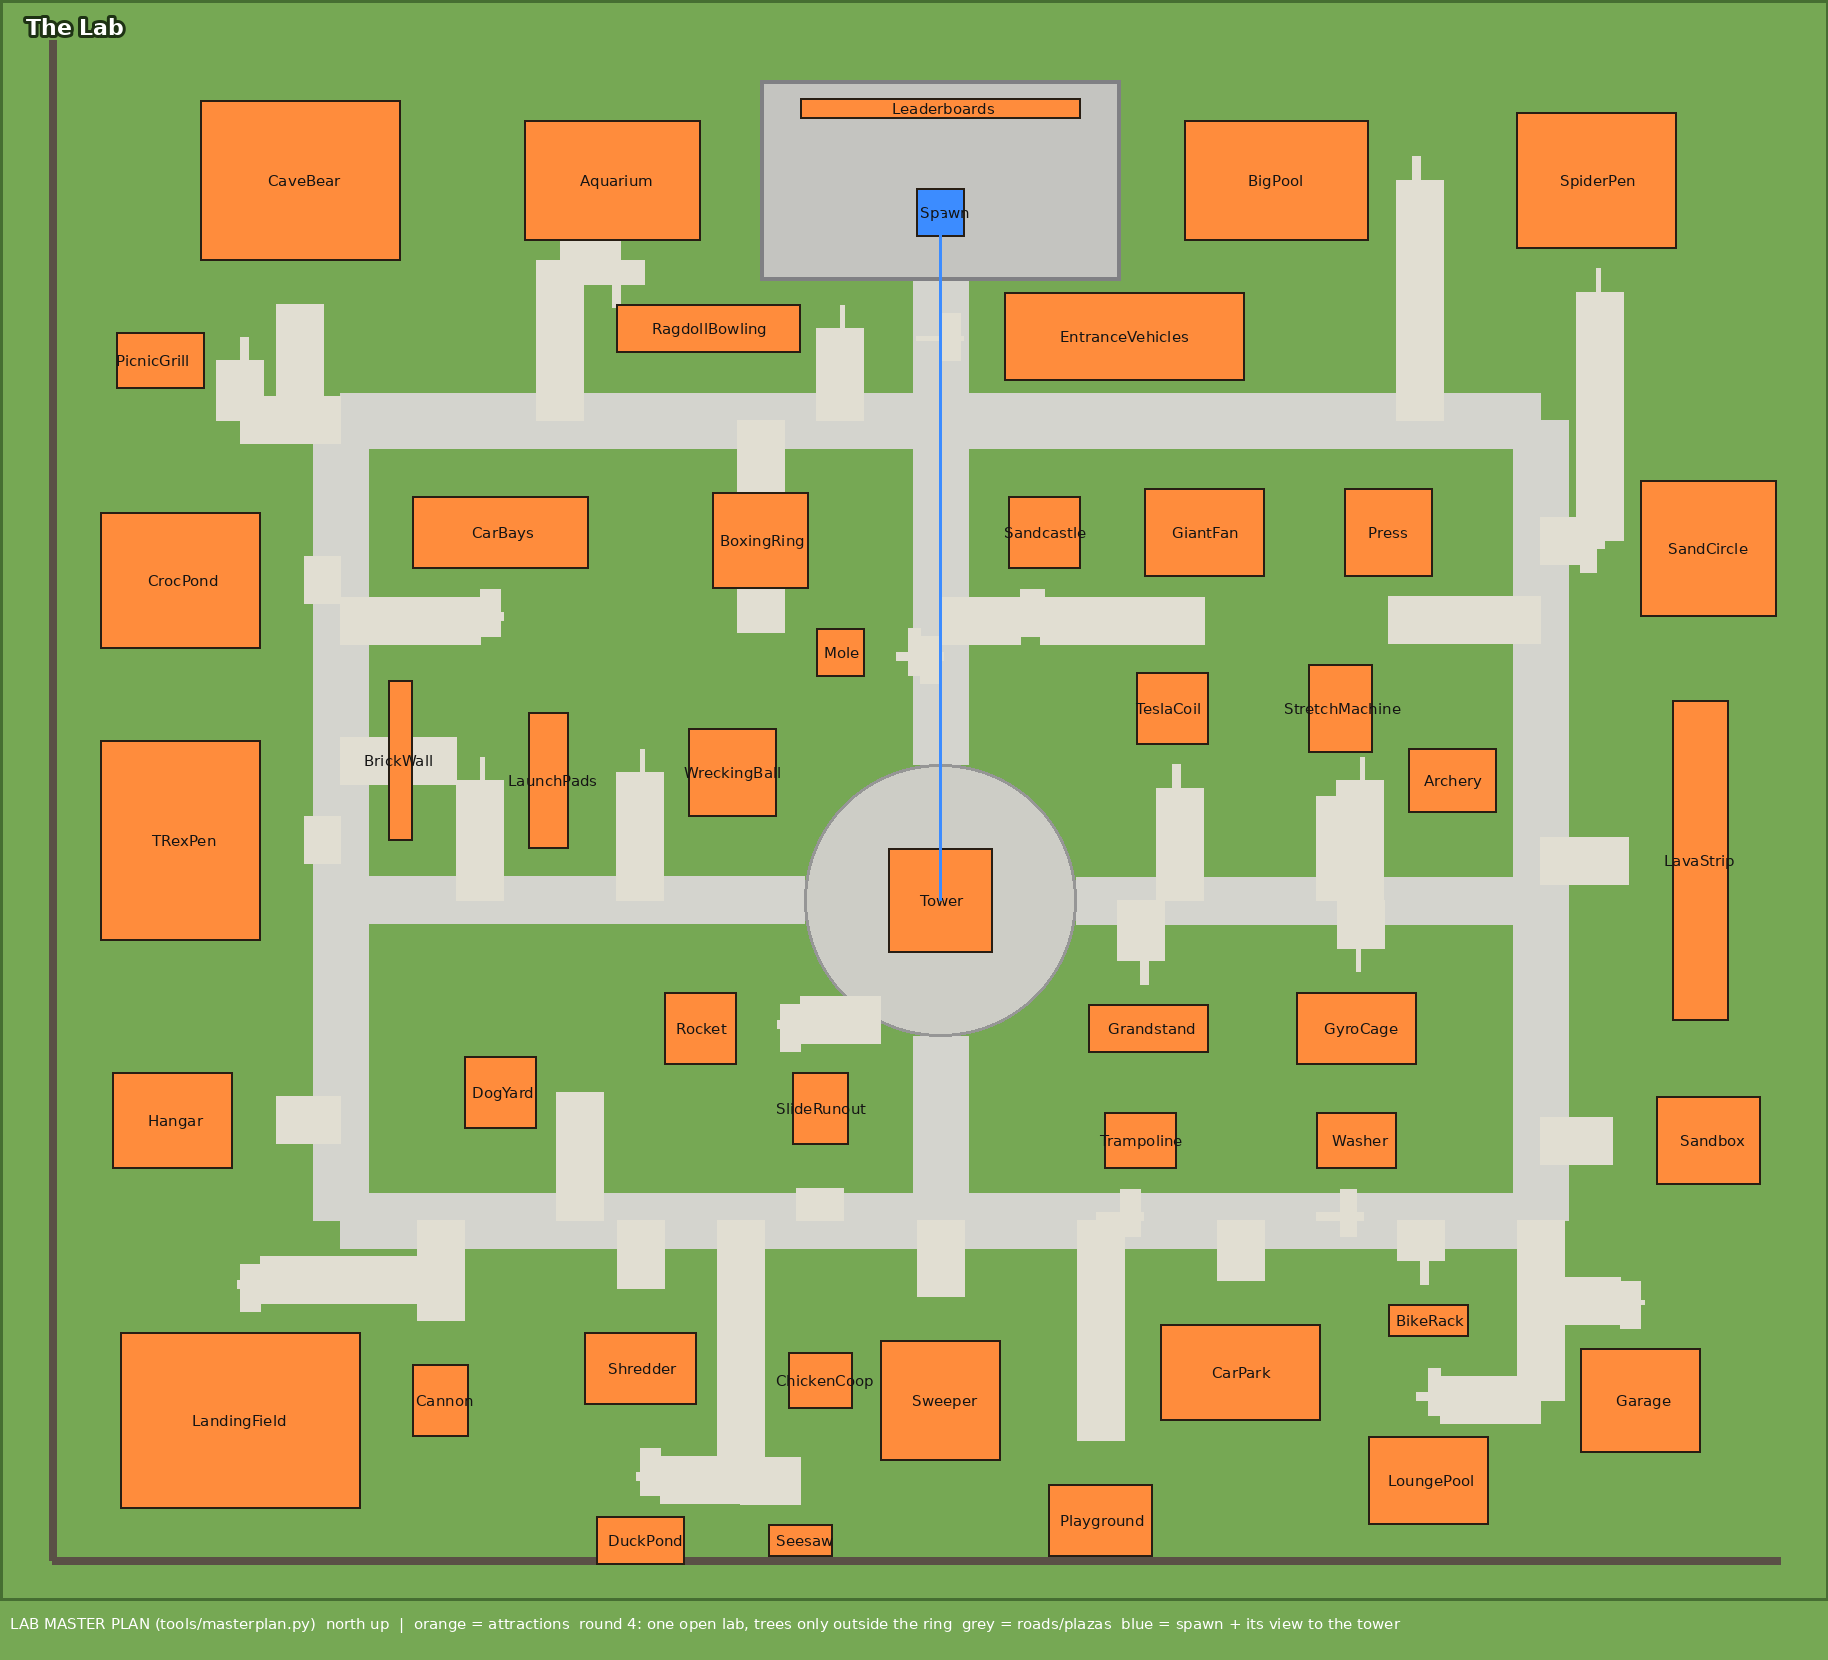 The Lab
Leaderboards
CaveBear
Aquarium
BigPool
SpiderPen
Spawn
RagdollBowling
EntranceVehicles
PicnicGrill
CarBays
BoxingRing
Sandcastle
GiantFan
Press
SandCircle
CrocPond
Mole
TeslaCoil
StretchMachine
BrickWall
LaunchPads
WreckingBall
Archery
TRexPen
LavaStrip
Tower
Rocket
Grandstand
GyroCage
DogYard
SlideRunout
Hangar
Trampoline
Washer
Sandbox
BikeRack
Shredder
ChickenCoop
CarPark
Cannon
Sweeper
Garage
LandingField
LoungePool
Playground
DuckPond
Seesaw
LAB MASTER PLAN (tools/masterplan.py)  north up  |  orange = attractions  round 4: one open lab, trees only outside the ring  grey = roads/plazas  blue = spawn + its view to the tower